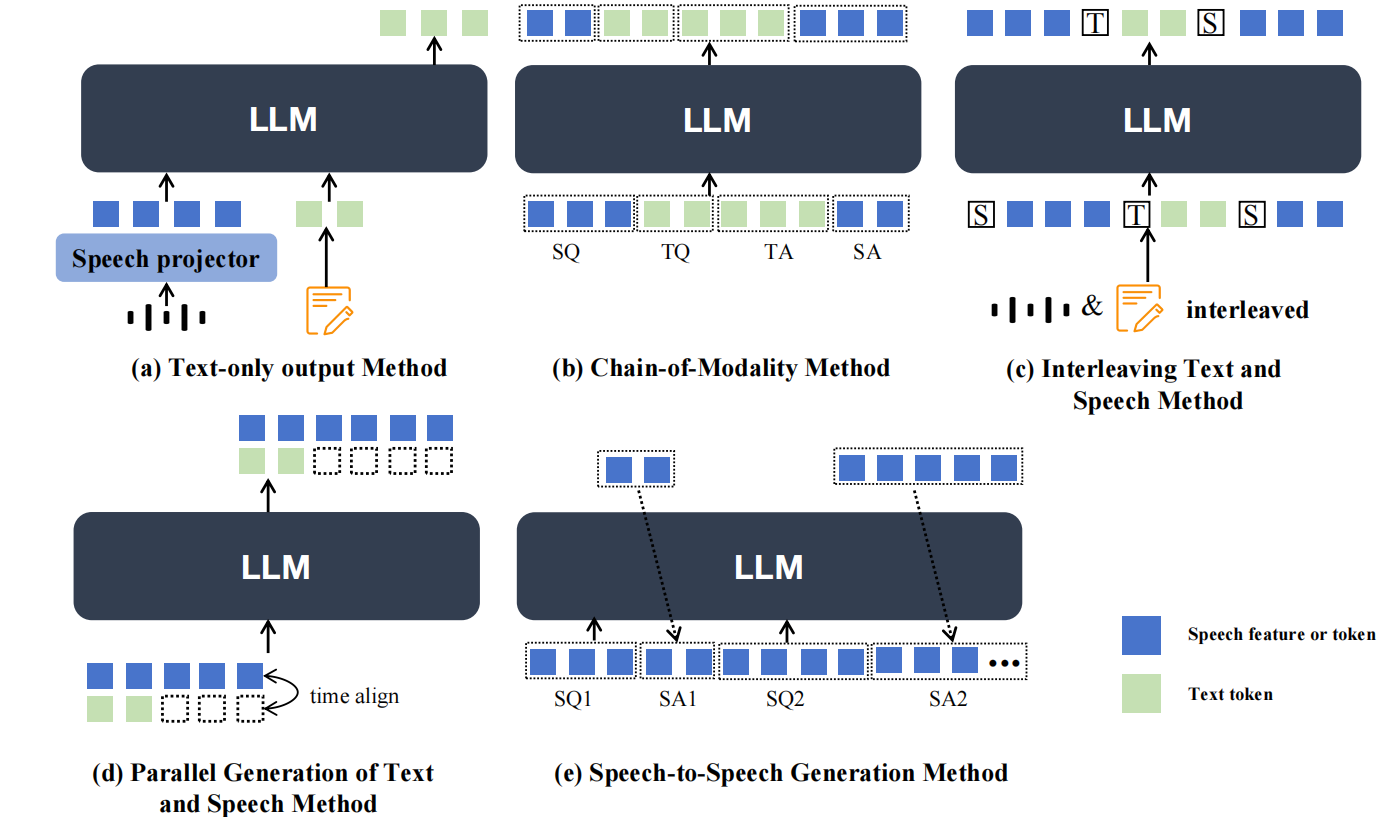 T
S
LLM
LLM
LLM
S
T
S
Speech projector
SQ
TQ
TA
SA
& interleaved
(a) Text-only output Method
(b) Chain-of-Modality Method
(c) Interleaving Text and
Speech Method
LLM
LLM
time align
SQ1
SA1
SQ2
SA2
Speech feature or token
Text token
(d) Parallel Generation of Text
and Speech Method
(e) Speech-to-Speech Generation Method